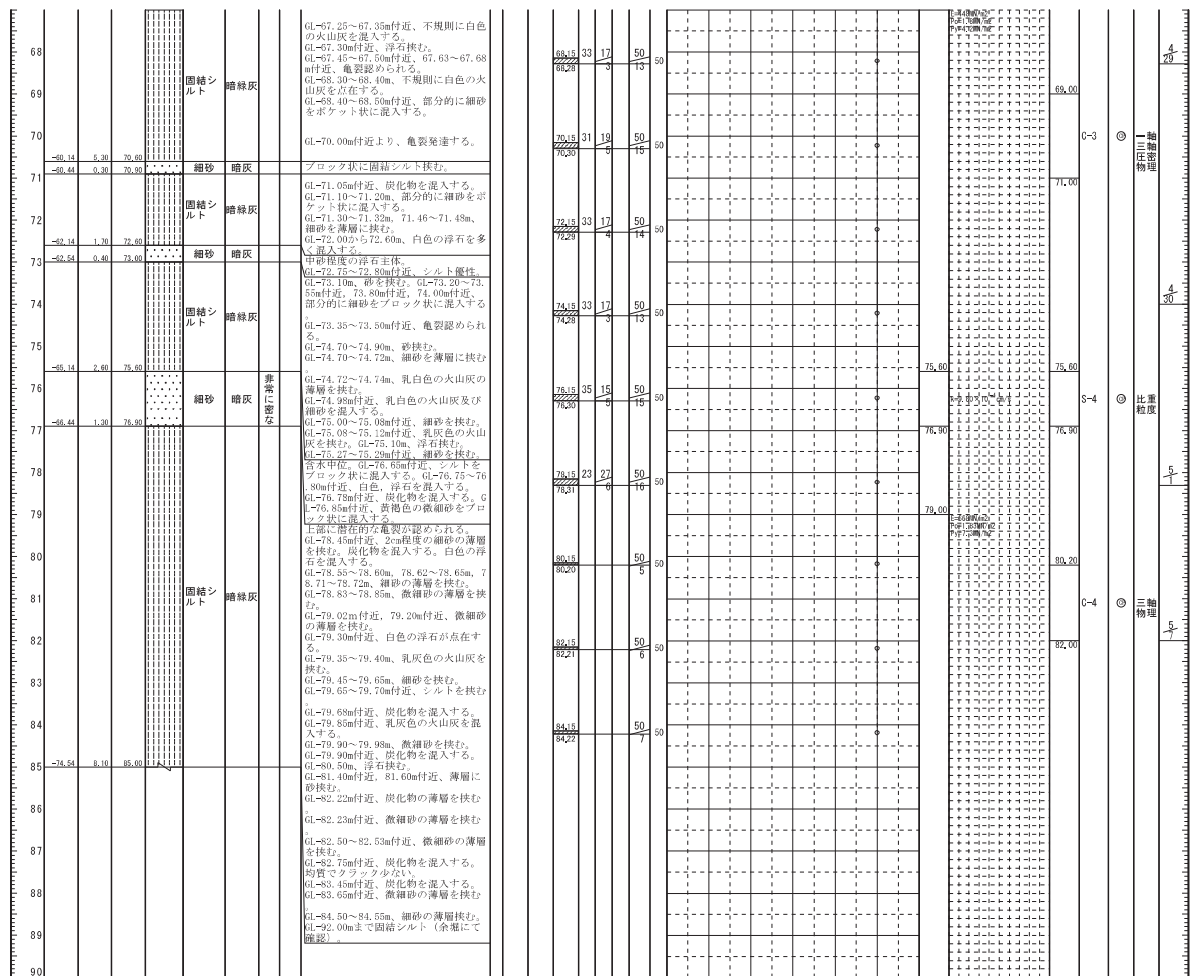 GL-67.25~67.35m付近、不規則に白色
の火山灰を混入する。
GL-67.30m付近、浮石挟む。
GL-67.45~67.50m付近、67.63~67.68
m付近、亀裂認められる。
GL-68.30~68.40m、不規則に白色の火
山灰を点在する。
GL-68.40~68.50m付近、部分的に細砂
をポケット状に混入する。
GL-70.00m付近より、亀裂発達する。
固結シ
ルト
暗緑灰
68
69
70
-60.14 5.30 70.60
細砂 暗灰 ブロック状に固結シルト挟む。
-60.44 0.30 70.90
71
固結シ
ルト
暗緑灰
GL-71.05m付近、炭化物を混入する。
GL-71.10~71.20m、部分的に細砂をポ
ケット状に混入する。
GL-71.30~71.32m, 71.46~71.48m、
細砂を薄層に挟む。
GL-72.00から72.60m、白色の浮石を多
く混入する。
72
-62.14 1.70 72.60
細砂 暗灰
中砂程度の浮石主体。
GL-72.75~72.80m付近、シルト優性。
-62.54 0.40 73.00
73
固結シ
ルト
暗緑灰
GL-73.10m、砂を挟む。GL-73.20~73.
55m付近, 73.80m付近, 74.00m付近、
部分的に細砂をブロック状に混入する
。
GL-73.35~73.50m付近、亀裂認められ
る。
GL-74.70~74.90m、砂挟む。
GL-74.70~74.72m、細砂を薄層に挟む
。
GL-74.72~74.74m、乳白色の火山灰の
薄層を挟む。
GL-74.98m付近、乳白色の火山灰及び
細砂を混入する。
GL-75.00~75.08m付近、細砂を挟む。
GL-75.08~75.12m付近、乳灰色の火山
灰を挟む。GL-75.10m、浮石挟む。
GL-75.27~75.29m付近、細砂を挟む。
74
75
-65.14 2.60 75.60
76
細砂 暗灰
非
常
に
密
な
含水中位。GL-76.65m付近、シルトを
ブロック状に混入する。GL-76.75~76
.80m付近、白色, 浮石を混入する。
GL-76.78m付近、炭化物を混入する。G
L-76.85m付近、黄褐色の微細砂をブロ
ック状に混入する。
-66.44 1.30 76.90
77
78
79
80
81
82
83
84
固結シ
ルト
暗緑灰
上部に潜在的な亀裂が認められる。
GL-78.45m付近、2cm程度の細砂の薄層
を挟む。炭化物を混入する。白色の浮
石を混入する。
GL-78.55~78.60m, 78.62~78.65m, 7
8.71~78.72m、細砂の薄層を挟む。
GL-78.83~78.85m、微細砂の薄層を挟
む。
GL-79.02m付近, 79.20m付近、微細砂
の薄層を挟む。
GL-79.30m付近、白色の浮石が点在す
る。
GL-79.35~79.40m、乳灰色の火山灰を
挟む。
GL-79.45~79.65m、細砂を挟む。
GL-79.65~79.70m付近、シルトを挟む
。
GL-79.68m付近、炭化物を混入する。
GL-79.85m付近、乳灰色の火山灰を混
入する。
GL-79.90~79.98m、微細砂を挟む。
GL-79.90m付近、炭化物を混入する。
GL-80.50m、浮石挟む。
GL-81.40m付近, 81.60m付近、薄層に
砂挟む。
GL-82.22m付近、炭化物の薄層を挟む
。
GL-82.23m付近、微細砂の薄層を挟む
。
GL-82.50~82.53m付近、微細砂の薄層
を挟む。
GL-82.75m付近、炭化物を混入する。
均質でクラック少ない。
GL-83.45m付近、炭化物を混入する。
GL-83.65m付近、微細砂の薄層を挟む
。
GL-84.50~84.55m、細砂の薄層挟む。
GL-92.00mまで固結シルト(余堀にて
確認)。
-74.54 8.10 85.00
85
86
87
88
89
90
68.15 33 17 50 50
68.28 3 13
70.15 31 19 50 50
70.30 5 15
72.15 33 17 50 50
72.29 4 14
74.15 33 17 50 50
74.28 3 13
76.15 35 15 50 50
76.30 5 15
78.15 23 27 50 50
78.31 6 16
80.15 50 50
80.20 5
82.15 50 50
82.21 6
84.15 50 50
84.22 7
75.60
76.90
79.00
69.00
C-3 ◎ 一軸
三軸
圧密
物理
71.00
75.60
S-4 ◎ 比重
粒度
76.90
80.20
C-4 ◎ 三軸
物理
82.00
4
29
4
30
5
1
5
7